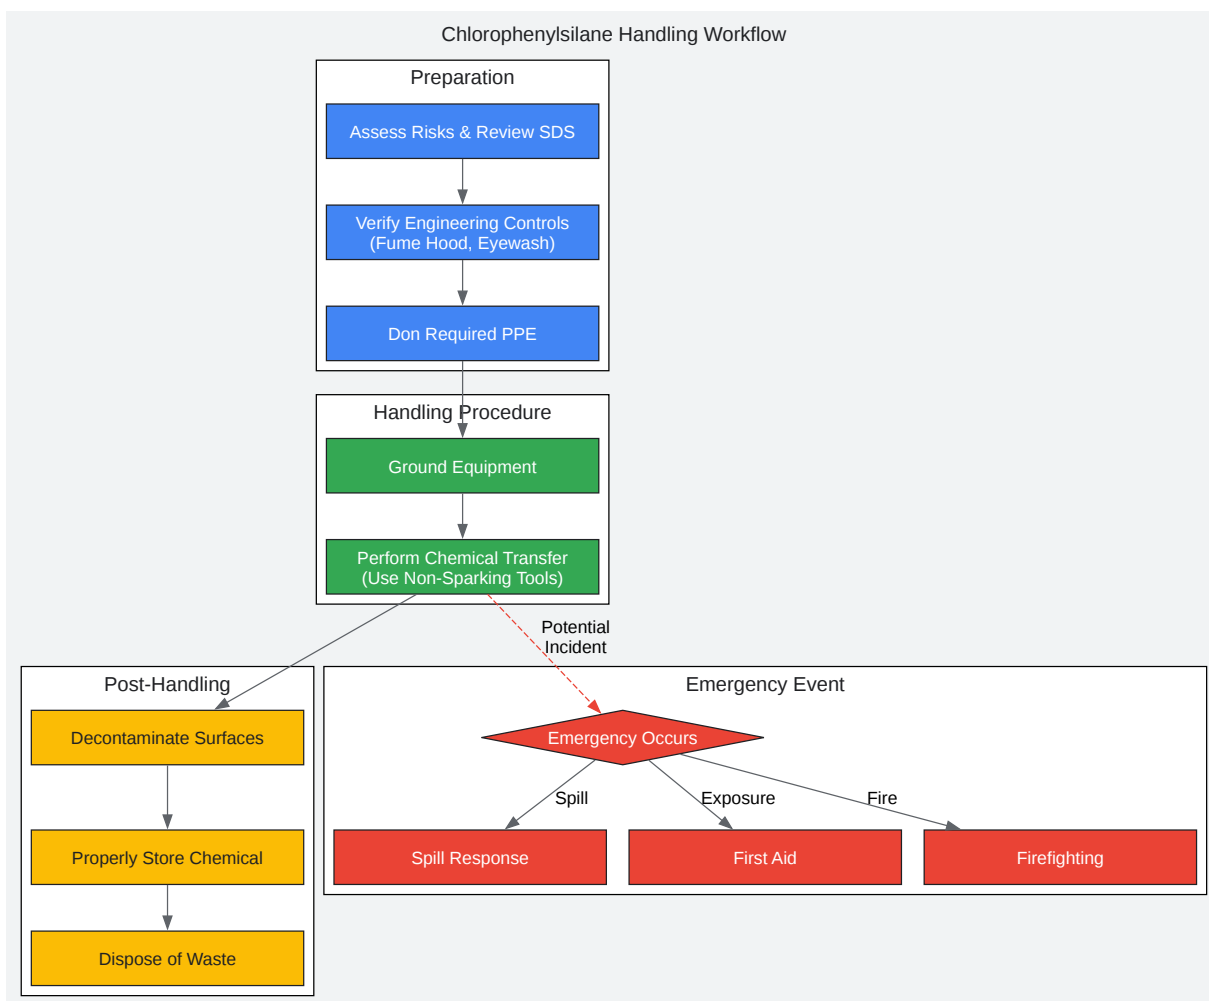 Chlorophenylsilane Handling Workflow
Preparation
Assess Risks & Review SDS
Verify Engineering Controls
(Fume Hood, Eyewash)
Don Required PPE
Handling Procedure
Ground Equipment
Perform Chemical Transfer
(Use Non-Sparking Tools)
Potential
Incident
Post-Handling
Decontaminate Surfaces
Properly Store Chemical
Dispose of Waste
Emergency Event
Emergency Occurs
Spill
Exposure
Fire
Spill Response
First Aid
Firefighting